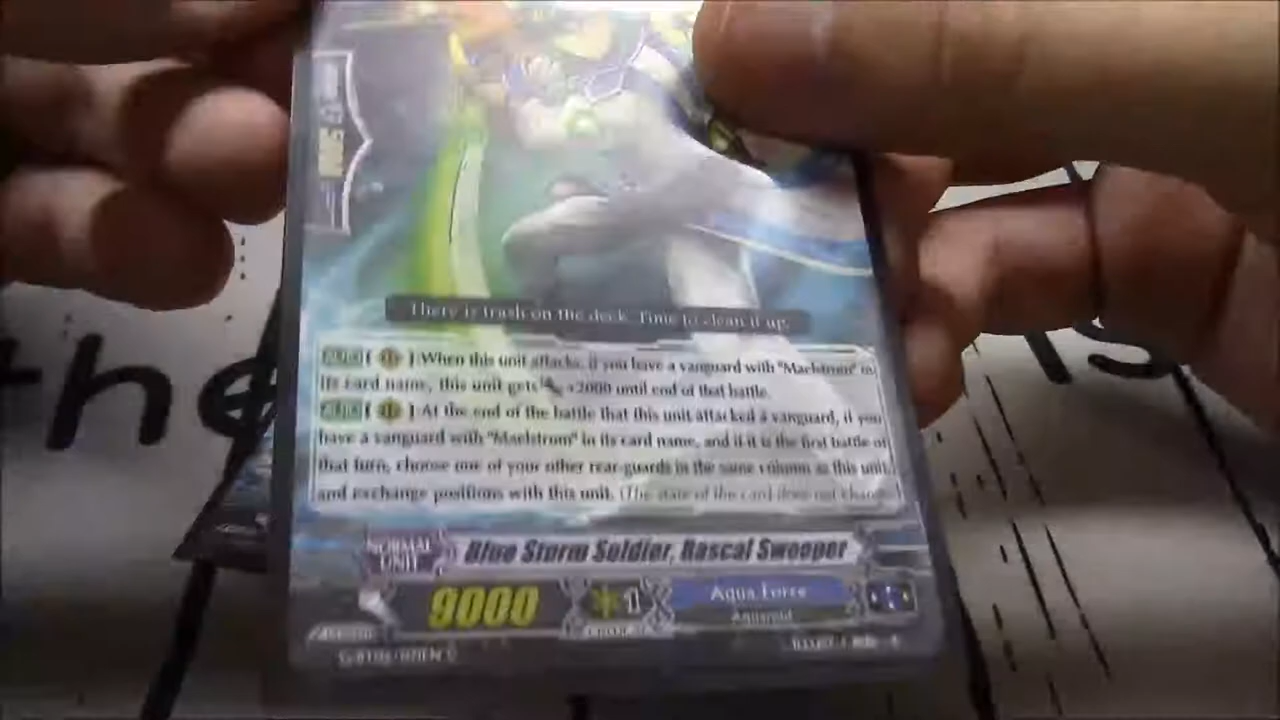 There is trash on the deck. Time to clean it up.
AUTO [ ]:When this unit attacks, if you have a vanguard with "Maelstrom" in
its card name, this unit gets +2000 until end of that battle.
AUTO [ ]:At the end of the battle that this unit attacked a vanguard, if you
have a vanguard with "Maelstrom" in its card name, and if it is the first battle of
that turn, choose one of your other rear-guards in the same column as this unit,
and exchange positions with this unit. (The state of the card does not change)
NORMAL UNIT
Blue Storm Soldier, Rascal Sweeper
9000
1
Aqua Force
Aquaroid
the
is